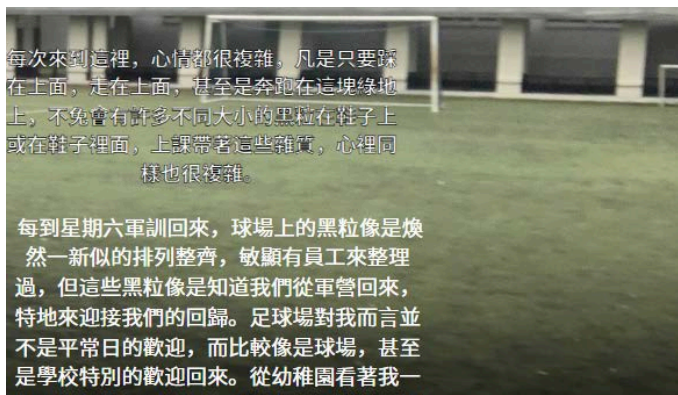 每次來到這裡，心情都很複雜，凡是只要踩
在上面，走在上面，甚至是奔跑在這塊綠地
上，不免會有許多不同大小的黑粒在鞋子上
或在鞋子裡面，上課帶著這些雜質，心裡同
樣也很複雜。
每到星期六軍訓回來，球場上的黑粒像是煥
然一新似的排列整齊，敏顯有員工來整理
過，但這些黑粒像是知道我們從軍營回來，
特地來迎接我們的回歸。足球場對我而言並
不是平常日的歡迎，而比較像是球場，甚至
是學校特別的歡迎回來。從幼稚園看著我一